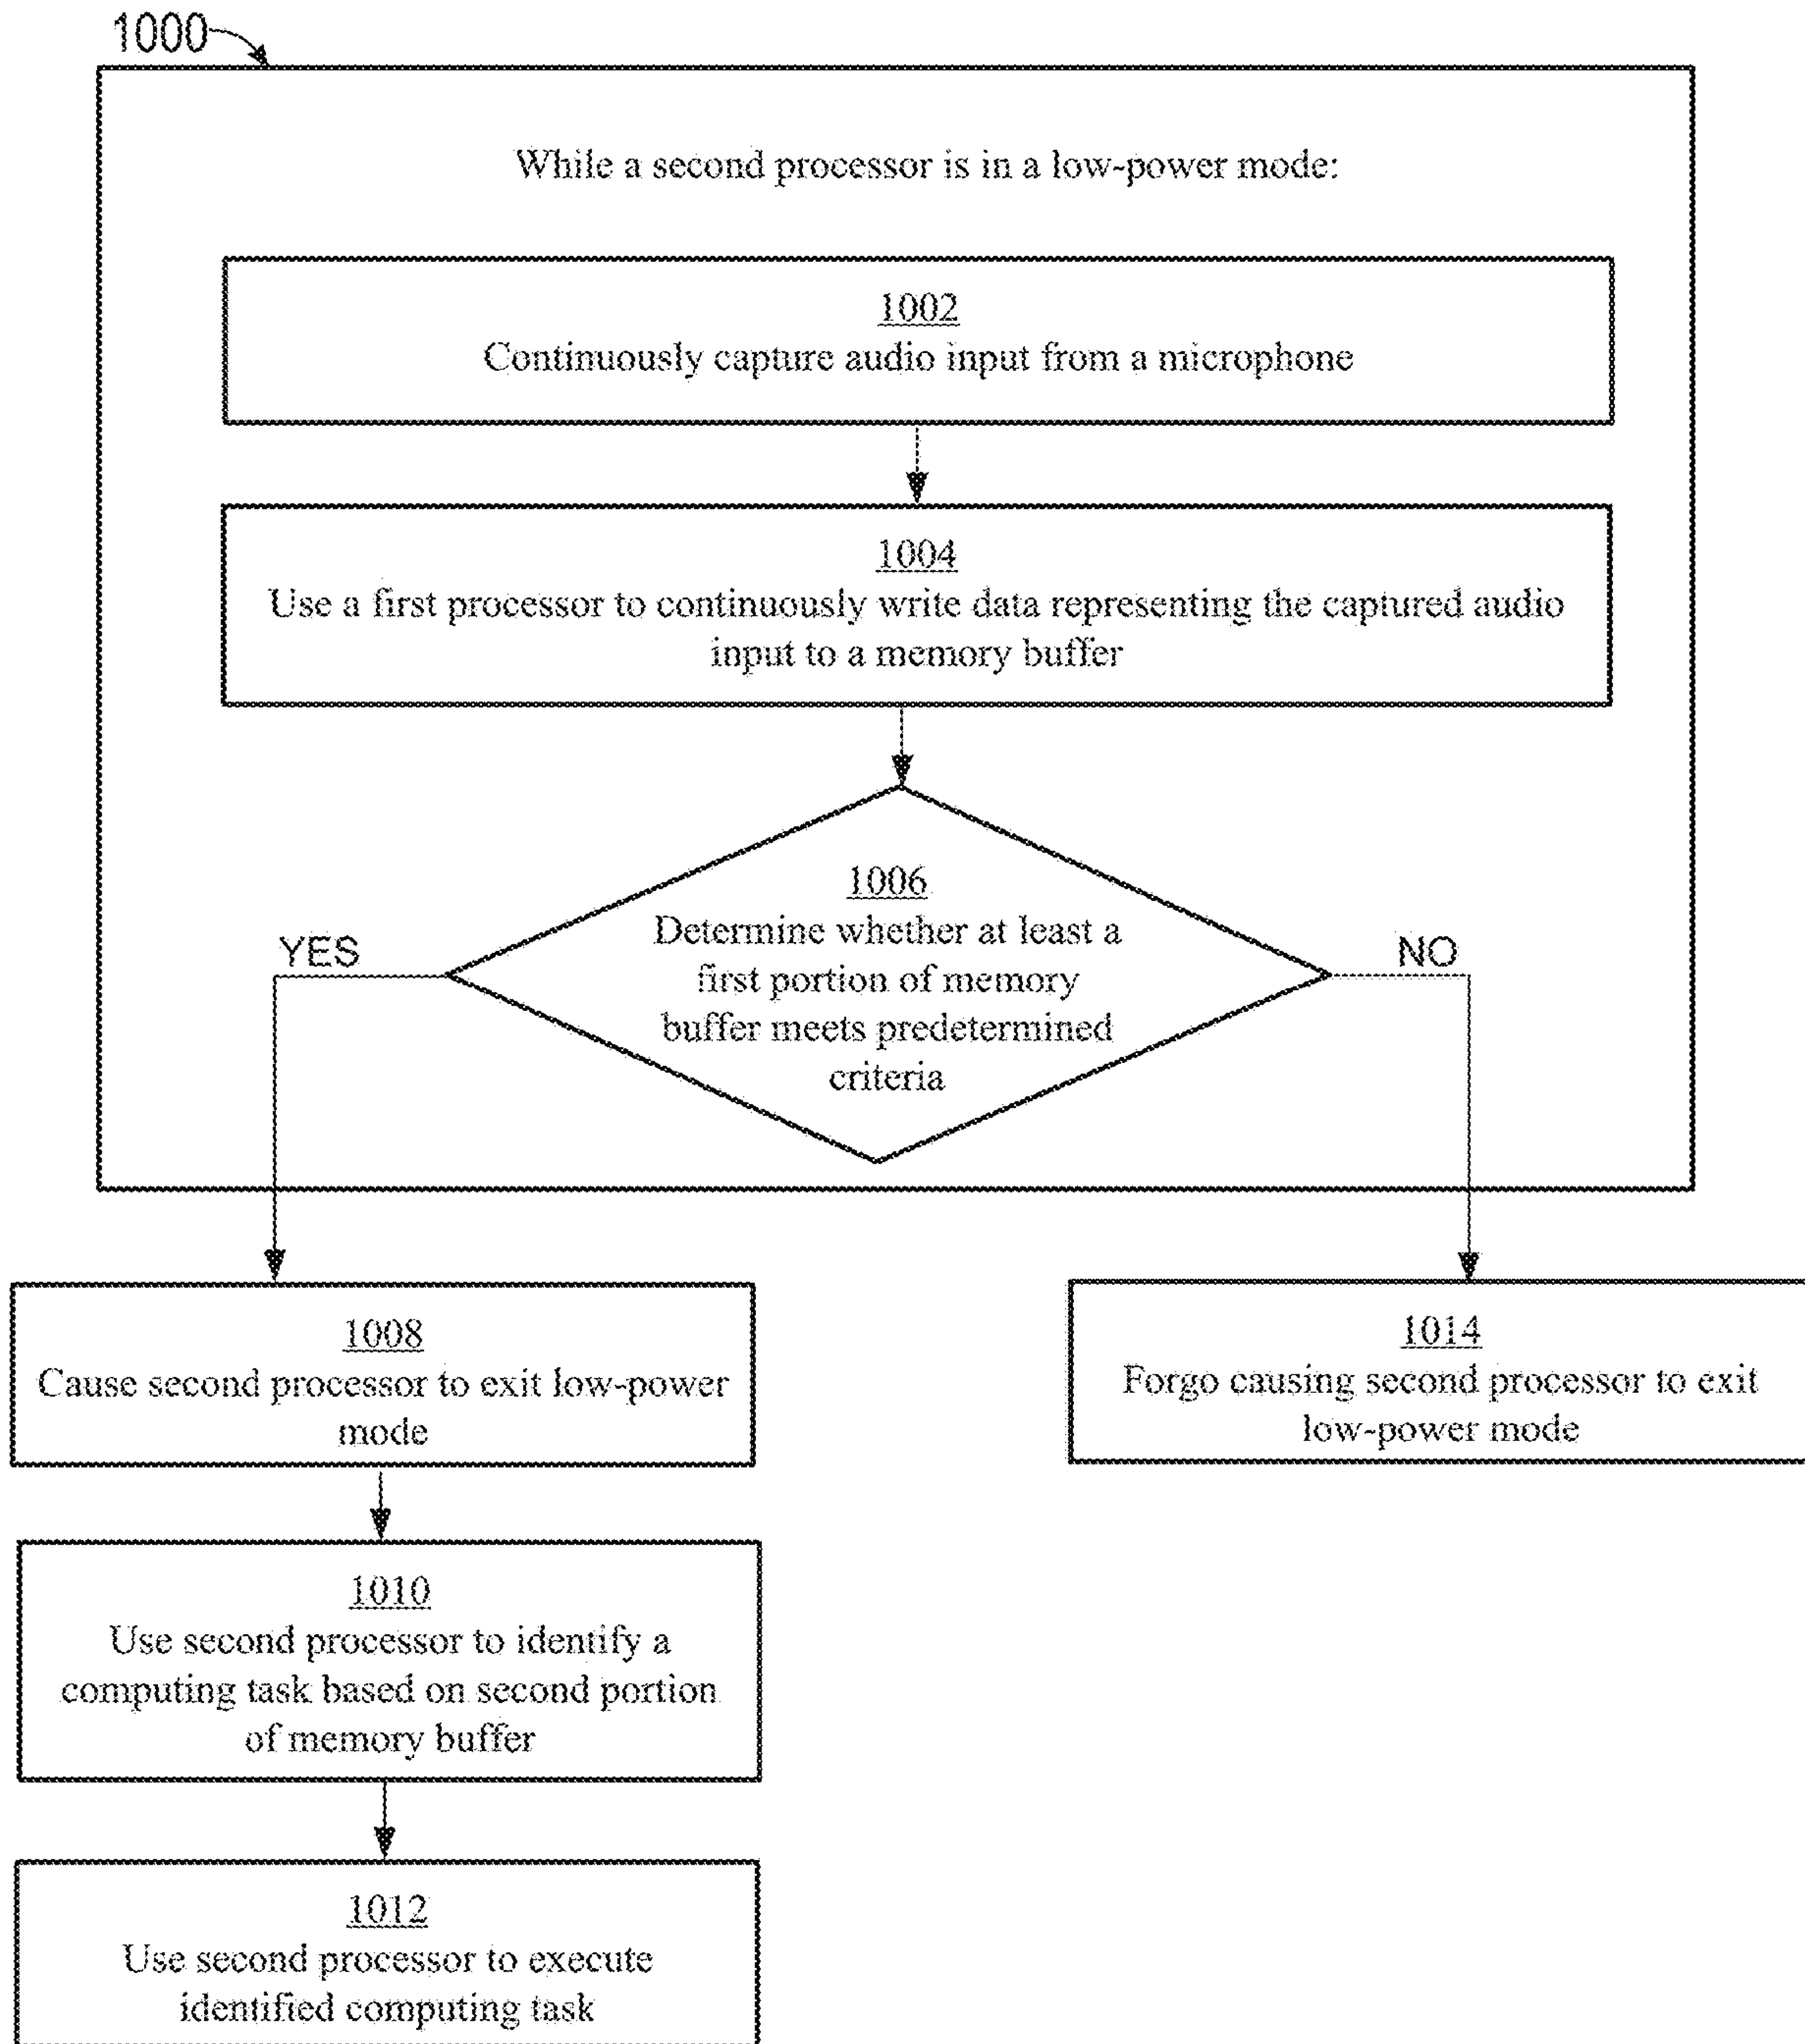 1000
While a second processor is in a low-power mode:
1002
Continuously capture audio input from a microphone
1004
Use a first processor to continuously write data representing the captured audio
input to a memory buffer
1006
Determine whether at least a
first portion of memory
buffer meets predetermined
criteria
YES
NO
1008
Cause second processor to exit low-power
mode
1014
Forgo causing second processor to exit
low-power mode
1010
Use second processor to identify a
computing task based on second portion
of memory buffer
1012
Use second processor to execute
identified computing task